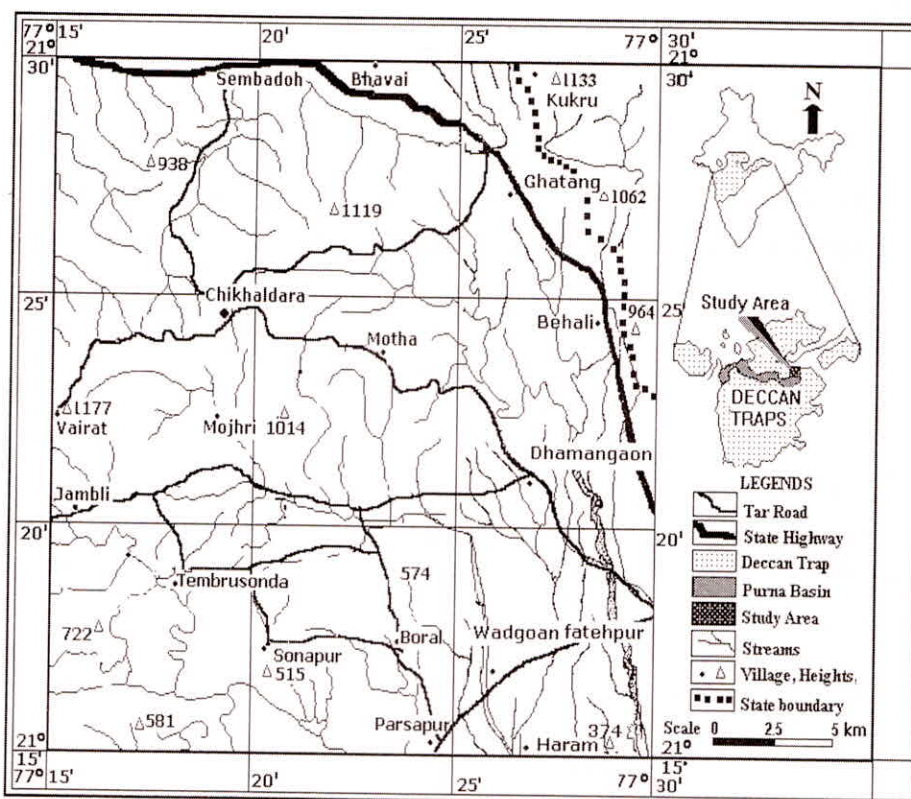 77° 15'
20'
25'
77° 30'
21°
30'
21°
30'
Sembadoh
Bhavai
1133
Kukru
N
938
Ghatang
1062
1119
25'
Chikhaldara
25'
964
Study Area
Behali
Motha
1177
Vairat
Mojhri 1014
DECCAN
TRAPS
Dhamangaon
Jambli
20'
20'
LEGENDS
Tar Road
State Highway
Deccan Trap
Purna Basin
Study Area
Streams
Village, Heights,
State boundary
Scale 0 2.5 5 km
Tembrusonda
574
722
Boral
Wadgoan fatehpur
Sonapur
515
581
Parsapur
Haram
374
21°
15'
77° 15'
20'
25'
21°
15'
77° 30'